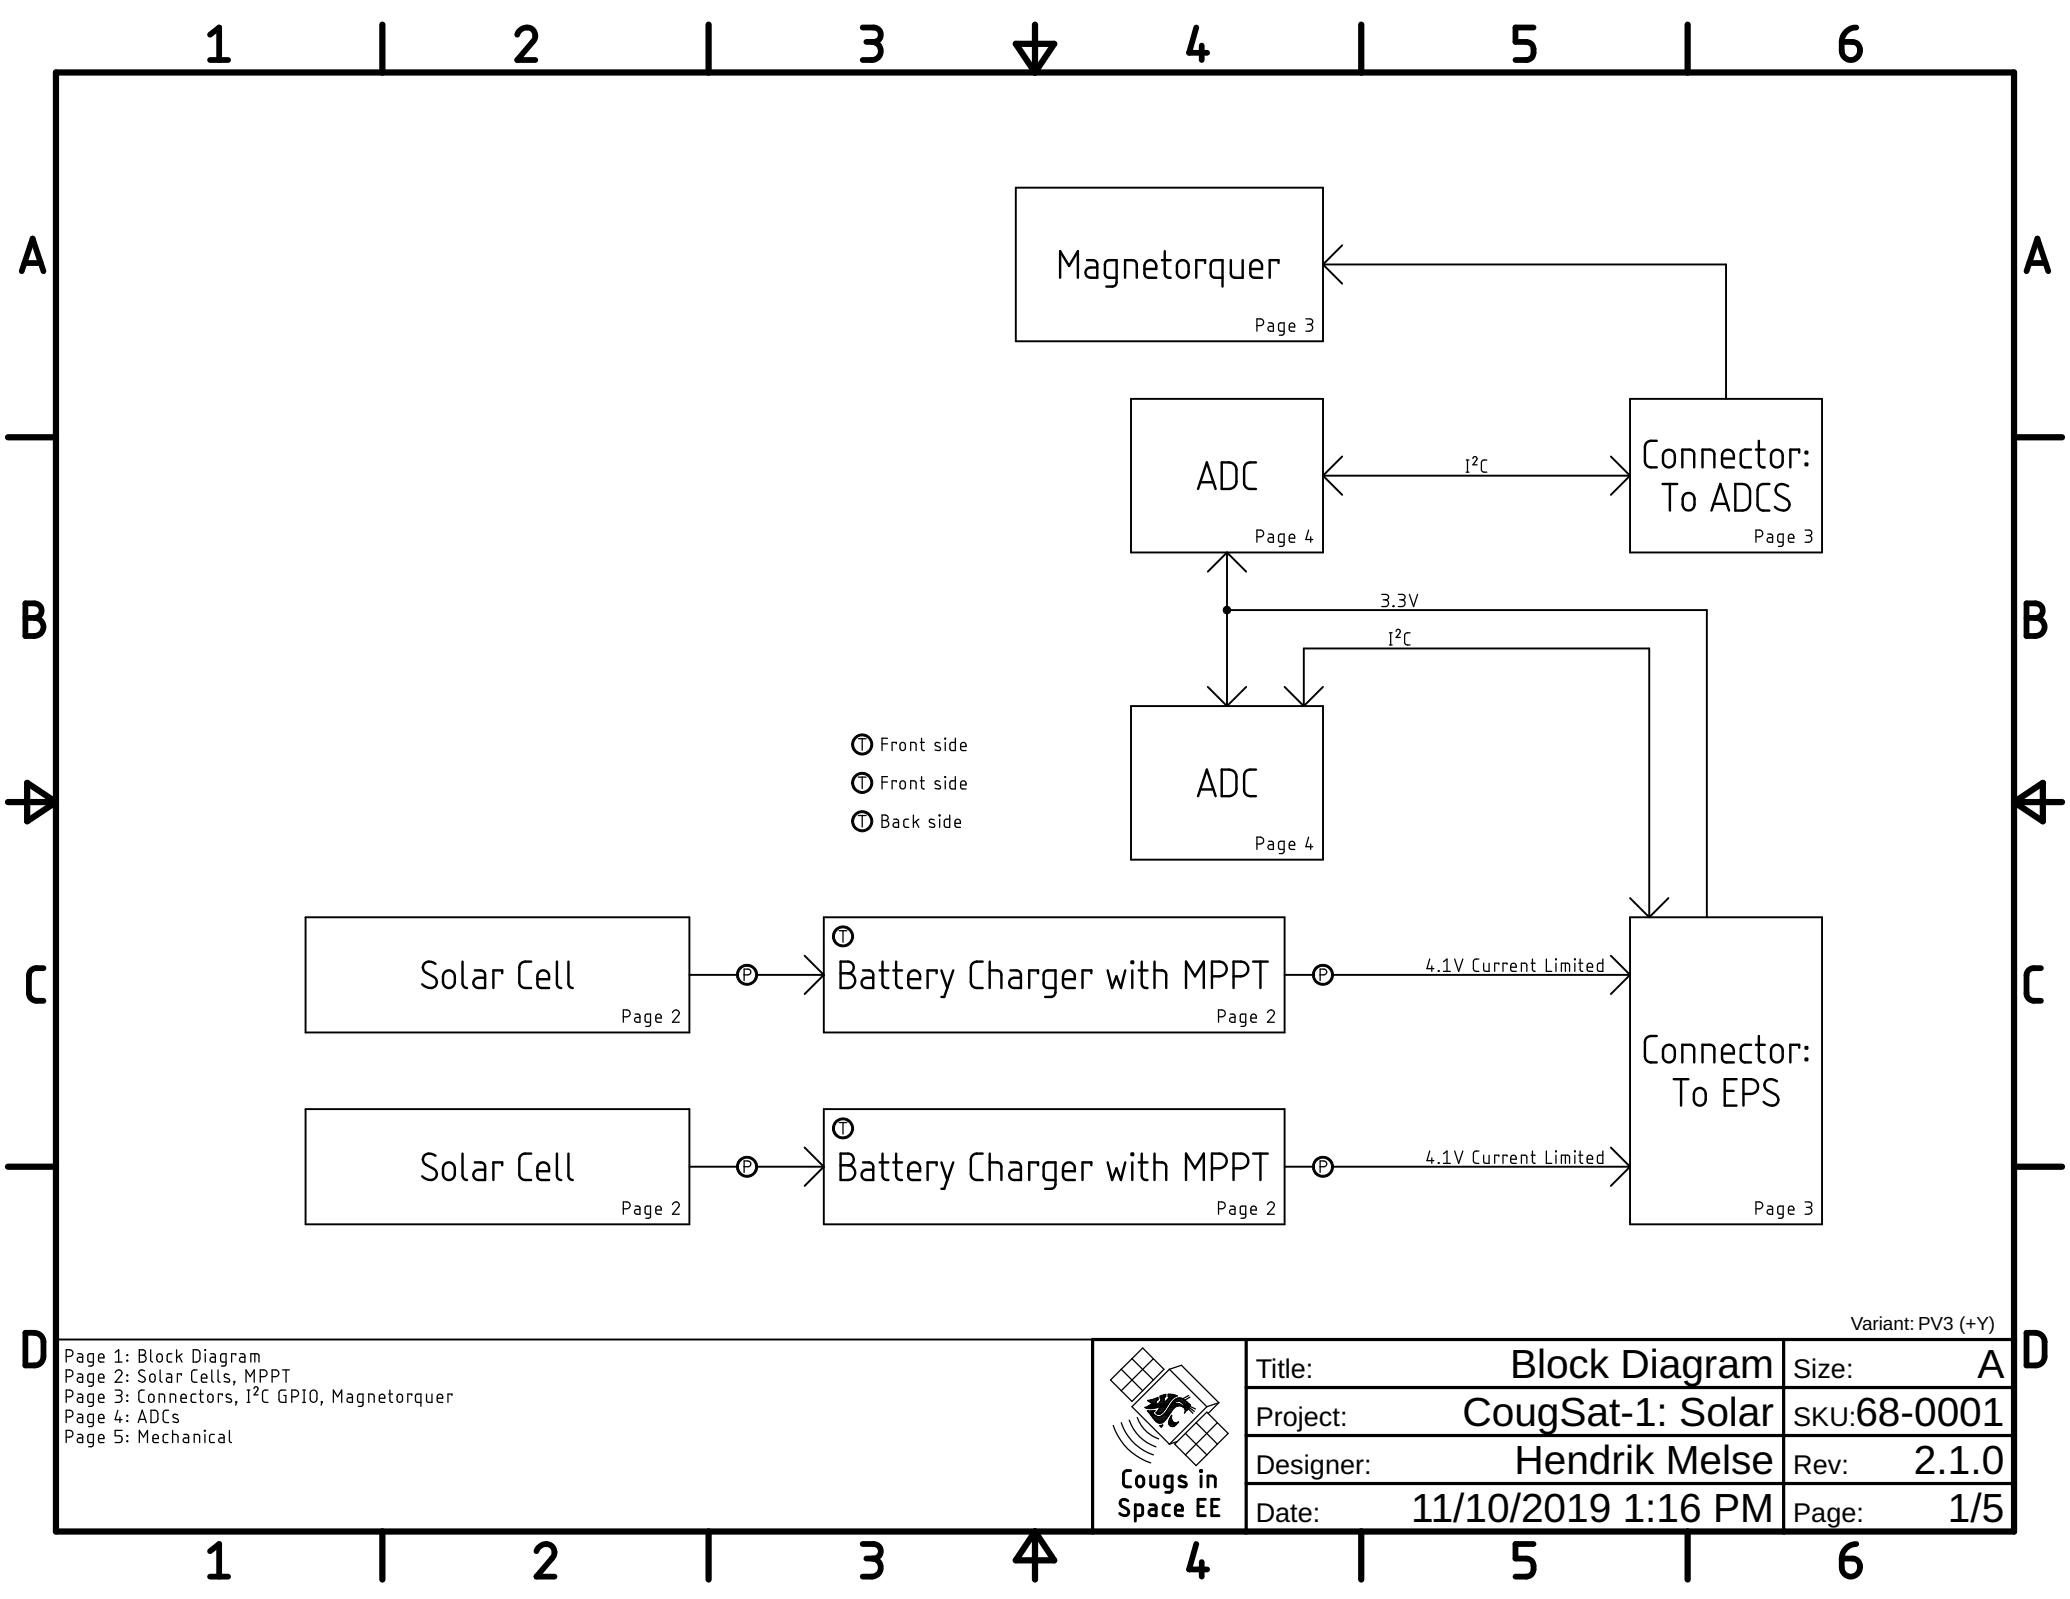 1 2 3 4 5 6
A A
Magnetorquer
Page 3
ADC
Page 4
I²C
Connector:
To ADCS
Page 3
B B
3.3V
I²C
T Front side
T Front side
T Back side
ADC
Page 4
C C
Solar Cell
Page 2
P
T
Battery Charger with MPPT
Page 2
P
4.1V Current Limited
Connector:
To EPS
Page 3
Solar Cell
Page 2
P
T
Battery Charger with MPPT
Page 2
P
4.1V Current Limited
Variant: PV3 (+Y)
D D
Page 1: Block Diagram
Page 2: Solar Cells, MPPT
Page 3: Connectors, I²C GPIO, Magnetorquer
Page 4: ADCs
Page 5: Mechanical
Cougs in
Space EE
Title: Block Diagram Size: A
Project: CougSat-1: Solar SKU:68-0001
Designer: Hendrik Melse Rev: 2.1.0
Date: 11/10/2019 1:16 PM Page: 1/5
1 2 3 4 5 6